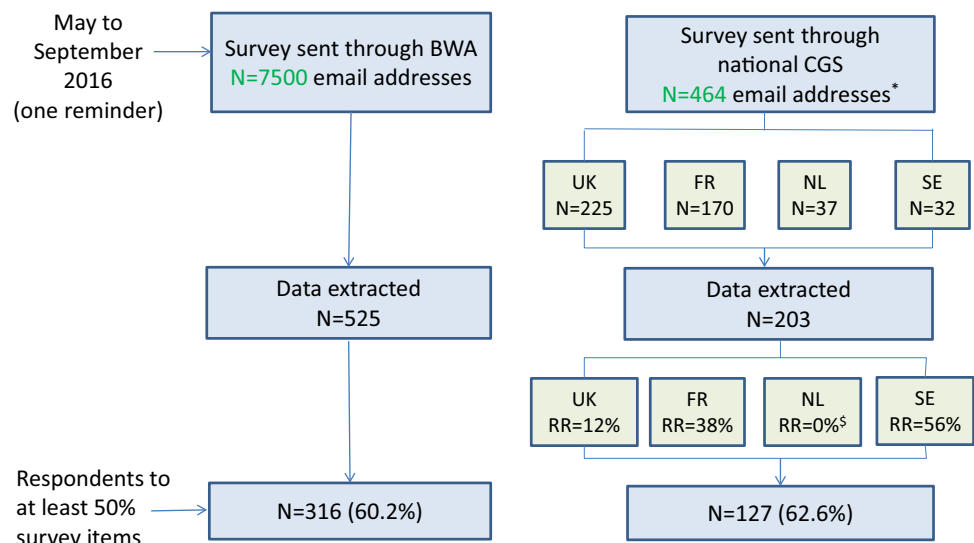 May to
September
2016
(one reminder)
Survey sent through BWA
N=7500 email addresses
Survey sent through
national CGS
N=464 email addresses*
UK
N=225
FR
N=170
NL
N=37
SE
N=32
Data extracted
N=525
Data extracted
N=203
UK
RR=12%
FR
RR=38%
NL
RR=0%$
SE
RR=56%
Respondents to
at least 50%
survey items
N=316 (60.2%)
N=127 (62.6%)